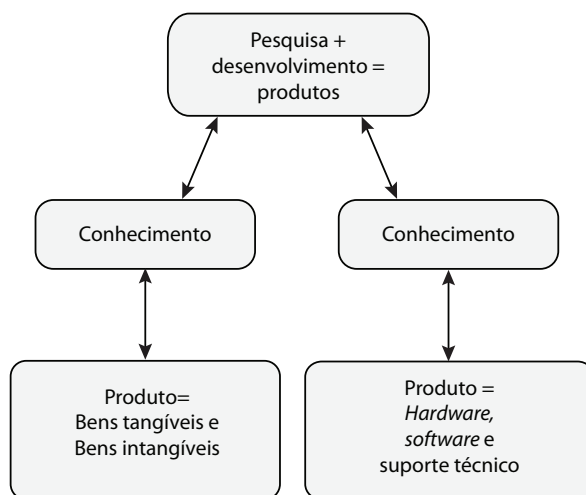 Pesquisa +
desenvolvimento =
produtos
Conhecimento
Conhecimento
Produto=
Bens tangíveis e
Bens intangíveis
Produto =
Hardware,
software e
suporte técnico